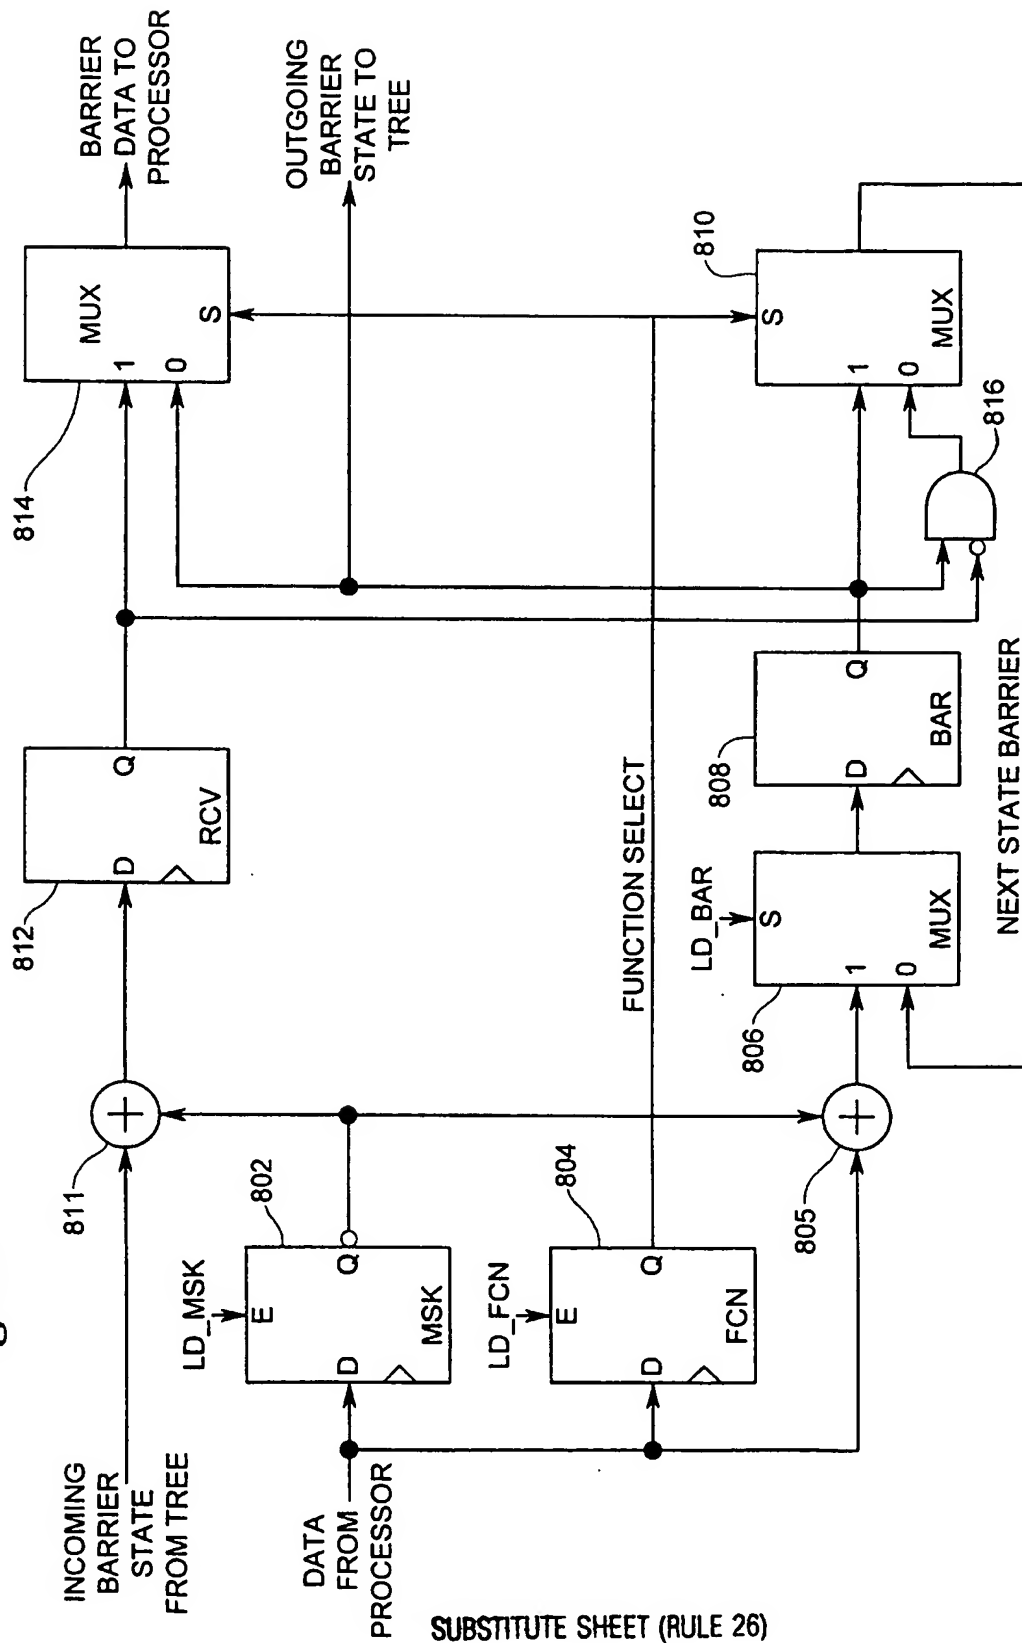 INCOMING
BARRIER
STATE
FROM TREE
811
812
D
Q
RCV
814
MUX
1
0
S
BARRIER
DATA TO
PROCESSOR
OUTGOING
BARRIER
STATE TO
TREE
DATA
FROM
PROCESSOR
LD_MSK
802
E
D
Q
MSK
LD_FCN
804
E
D
Q
FCN
FUNCTION SELECT
805
LD_BAR
806
S
1
0
MUX
808
D
Q
BAR
810
S
1
0
MUX
816
NEXT STATE BARRIER
SUBSTITUTE SHEET (RULE 26)